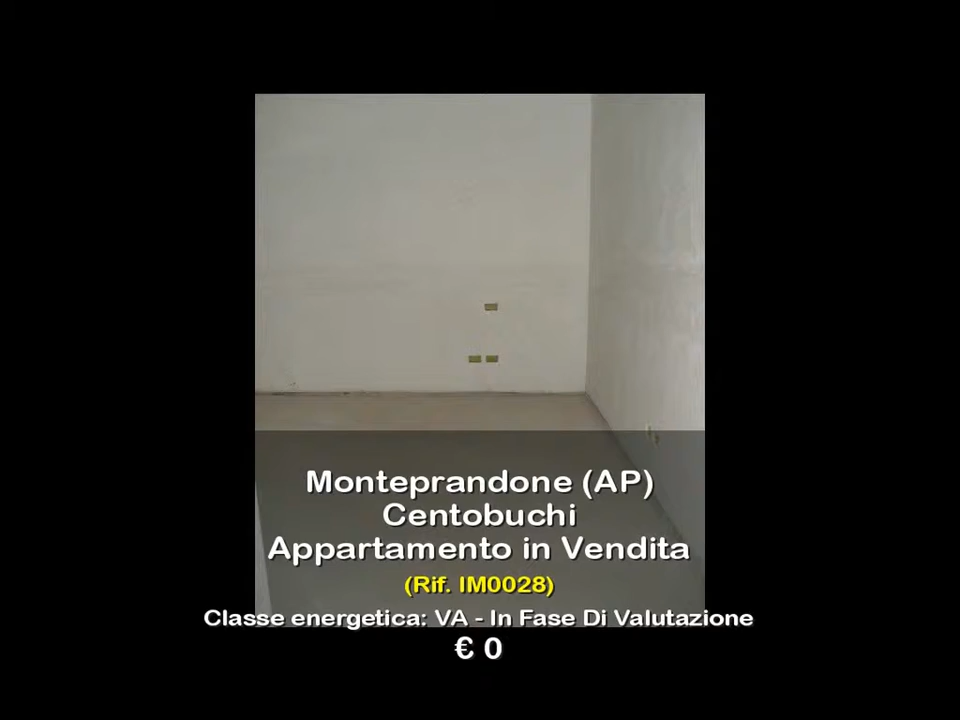 Monteprandone (AP)
Centobuchi
Appartamento in Vendita
(Rif. IM0028)
Classe energetica: VA - In Fase Di Valutazione
€ 0